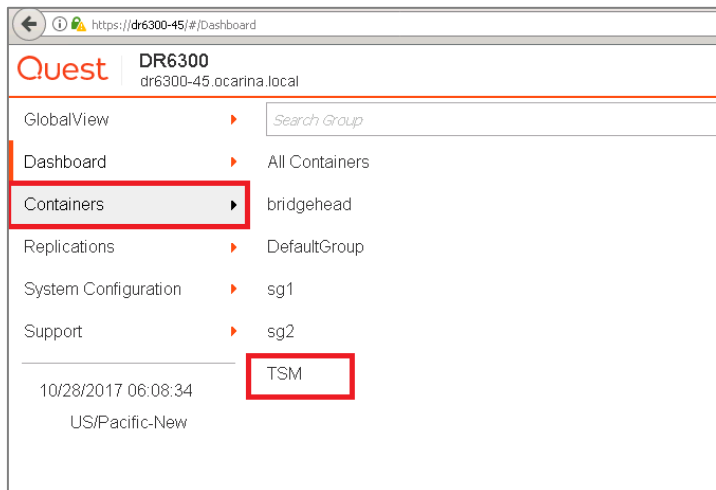 https://dr6300-45/#/Dashboard
Quest
DR6300
dr6300-45.ocarina.local
GlobalView
Search Group
Dashboard
All Containers
Containers
bridgehead
Replications
DefaultGroup
System Configuration
sg1
Support
sg2
TSM
10/28/2017 06:08:34
US/Pacific-New